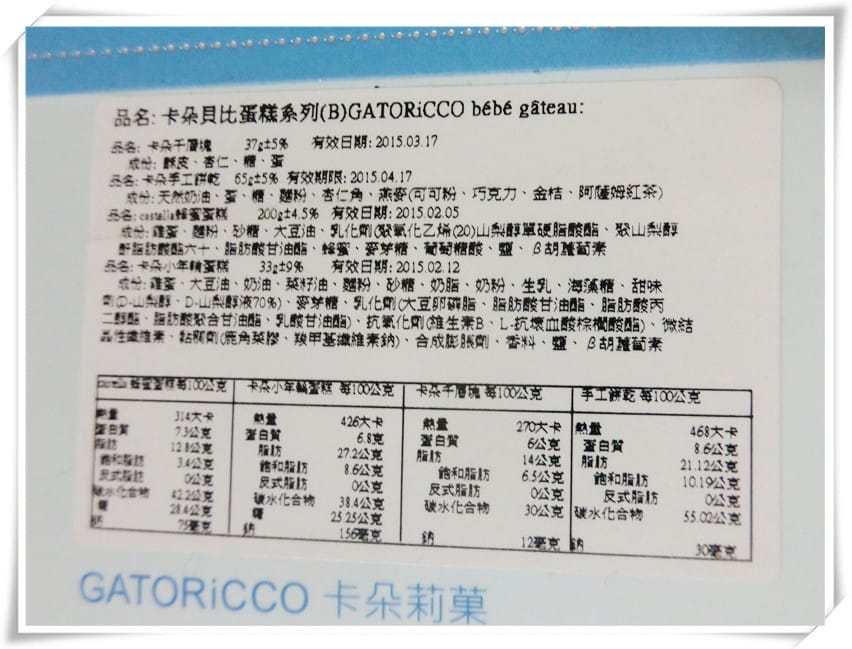 品名: 卡朵貝比蛋糕系列(B)GATORiCCO bébé gâteau:
品名: 卡朵千層塊 37g±5% 有效日期: 2015.03.17
成份: 酥皮、杏仁、糖、蛋
品名: 卡朵手工餅乾 65g±5% 有效期限: 2015.04.17
成份: 天然奶油、蛋、糖、麵粉、杏仁角、燕麥(可可粉、巧克力、金桔、阿薩姆紅茶)
品名: castella蜂蜜蛋糕 200g±4.5% 有效日期: 2015.02.05
成份: 雞蛋、麵粉、砂糖、大豆油、乳化劑(聚氧化乙烯(20)山梨醇單硬脂酸酯、聚山梨醇
酐脂肪酸酯六十、脂肪酸甘油酯、蜂蜜、麥芽糖、葡萄糖酸、鹽、β胡蘿蔔素
品名: 卡朵小年輪蛋糕 33g±9% 有效日期: 2015.02.12
成份: 雞蛋、大豆油、奶油、菜籽油、麵粉、砂糖、奶脂、奶粉、生乳、海藻糖、甜味
劑(D-山梨醇、D-山梨醇液70%)、麥芽糖、乳化劑(大豆卵磷脂、脂肪酸甘油酯、脂肪酸丙
二醇酯、脂肪酸聚合甘油酯、乳酸甘油酯)、抗氧化劑(維生素B、L-抗壞血酸棕櫚酸酯)、微結
晶性纖維素、黏稠劑(鹿角菜膠、羧甲基纖維素鈉)、合成膨脹劑、香料、鹽、β胡蘿蔔素
castella 蜂蜜蛋糕每100公克 卡朵小年輪蛋糕 每100公克 卡朵千層塊 每100公克 手工餅乾 每100公克
熱量 314大卡 熱量 426大卡 熱量 270大卡 熱量 468大卡
蛋白質 7.3公克 蛋白質 6.8克 蛋白質 6公克 蛋白質 8.6公克
脂肪 12.8公克 脂肪 27.2公克 脂肪 14公克 脂肪 21.12公克
飽和脂肪 3.4公克 飽和脂肪 8.6公克 飽和脂肪 6.5公克 飽和脂肪 10.19公克
反式脂肪 0公克 反式脂肪 0公克 反式脂肪 0公克 反式脂肪 0公克
碳水化合物 42.2公克 碳水化合物 38.4公克 碳水化合物 30公克 碳水化合物 55.02公克
糖 28.4公克 糖 25.25公克
鈉 75毫克 鈉 156毫克 鈉 12毫克 鈉 30毫克
GATORiCCO 卡朵莉菓